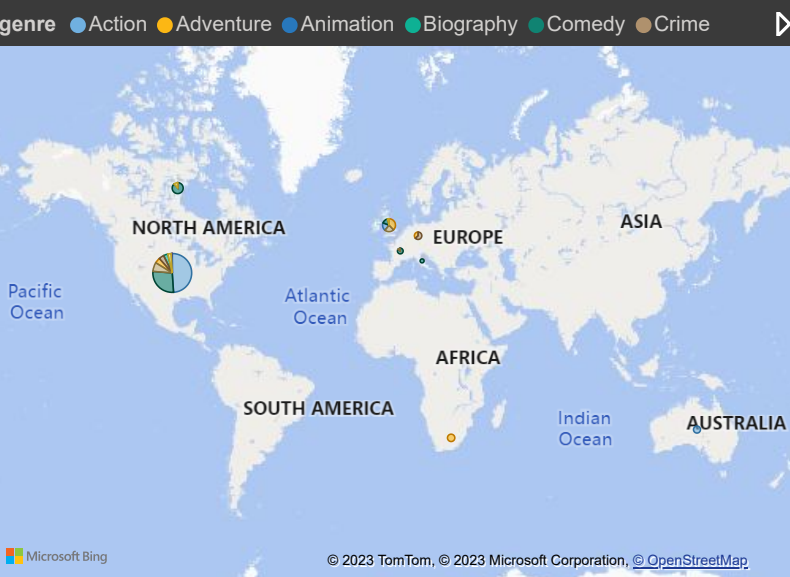 genre Action Adventure Animation Biography Comedy Crime
NORTH AMERICA
EUROPE
ASIA
Pacific
Ocean
Atlantic
Ocean
AFRICA
SOUTH AMERICA
Indian
Ocean
AUSTRALIA
Microsoft Bing
© 2023 TomTom, © 2023 Microsoft Corporation, © OpenStreetMap